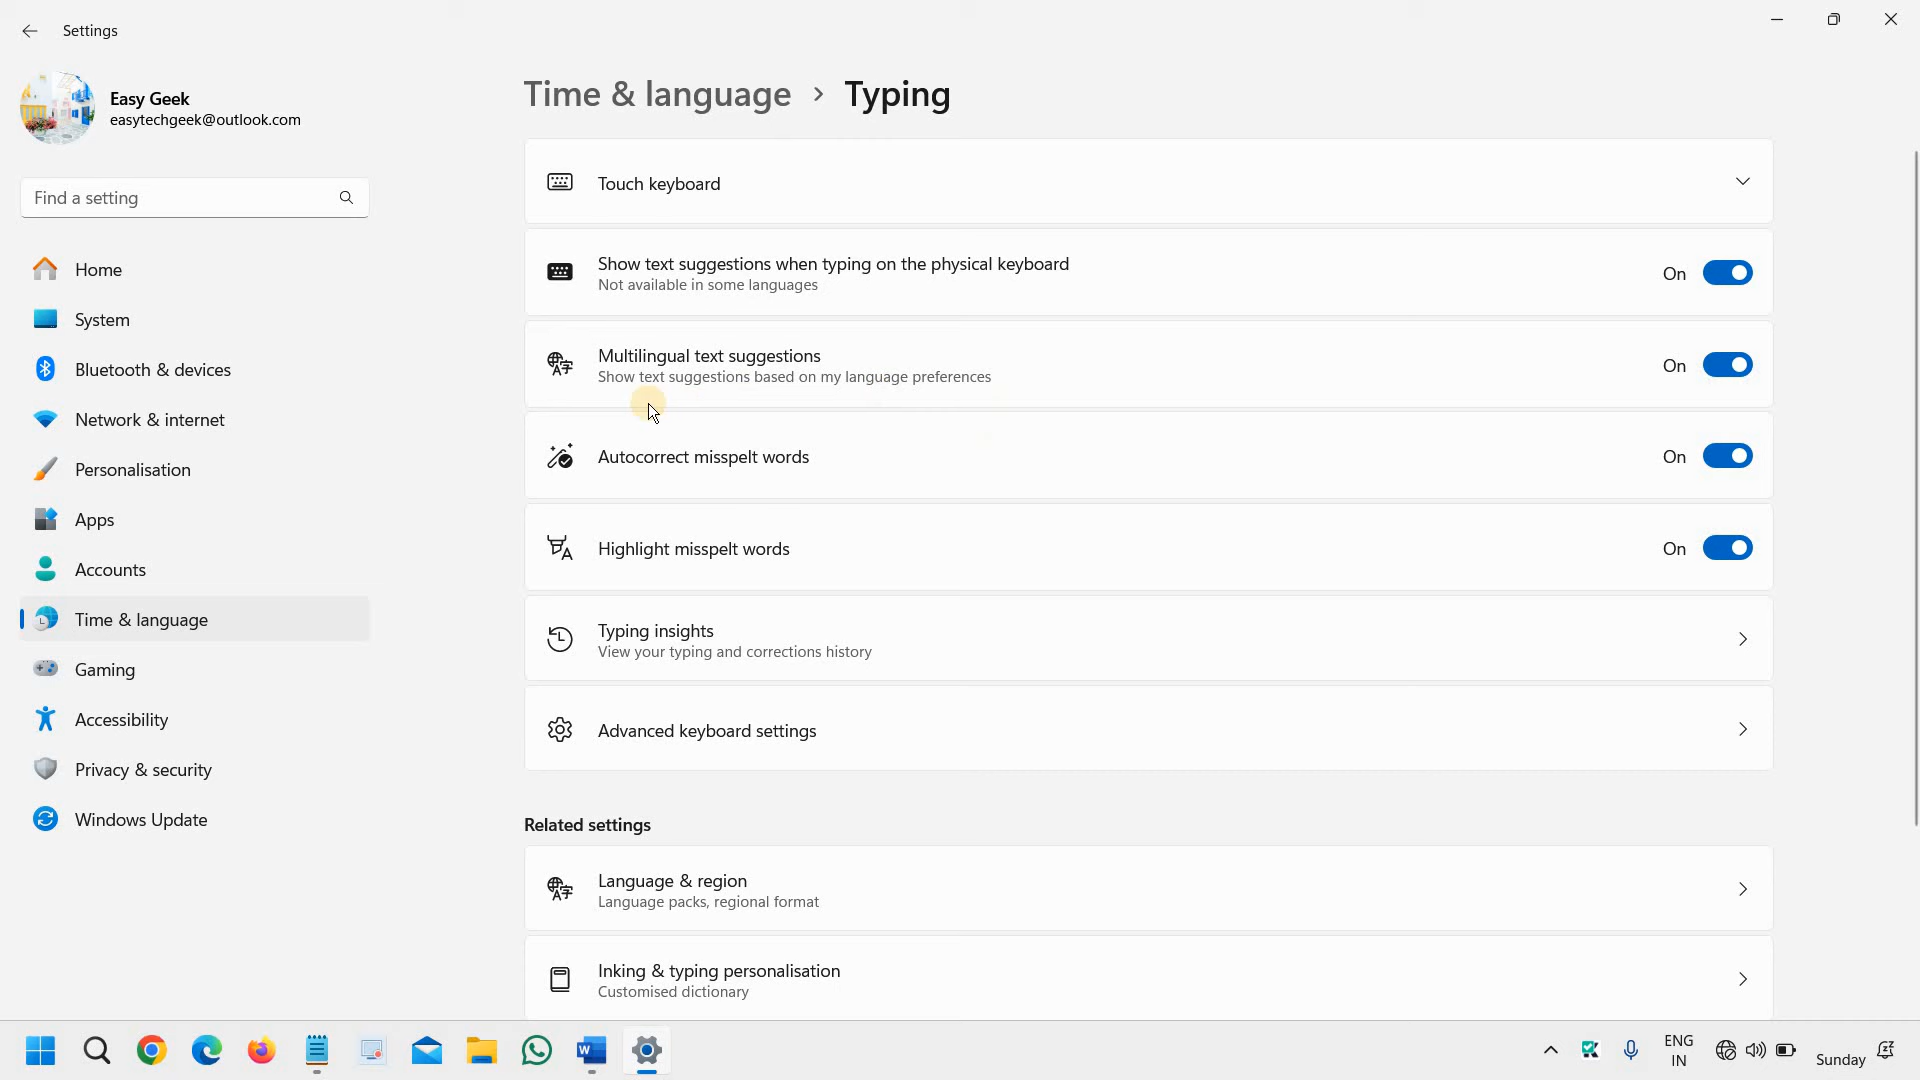 Settings
Easy Geek
easytechgeek@outlook.com
Find a setting
Home
System
Bluetooth & devices
Network & internet
Personalisation
Apps
Accounts
Time & language
Gaming
Accessibility
Privacy & security
Windows Update
Time & language > Typing
Touch keyboard
Show text suggestions when typing on the physical keyboard
Not available in some languages
On
Multilingual text suggestions
Show text suggestions based on my language preferences
On
Autocorrect misspelt words
On
Highlight misspelt words
On
Typing insights
View your typing and corrections history
Advanced keyboard settings
Related settings
Language & region
Language packs, regional format
Inking & typing personalisation
Customised dictionary
ENG
IN
Sunday